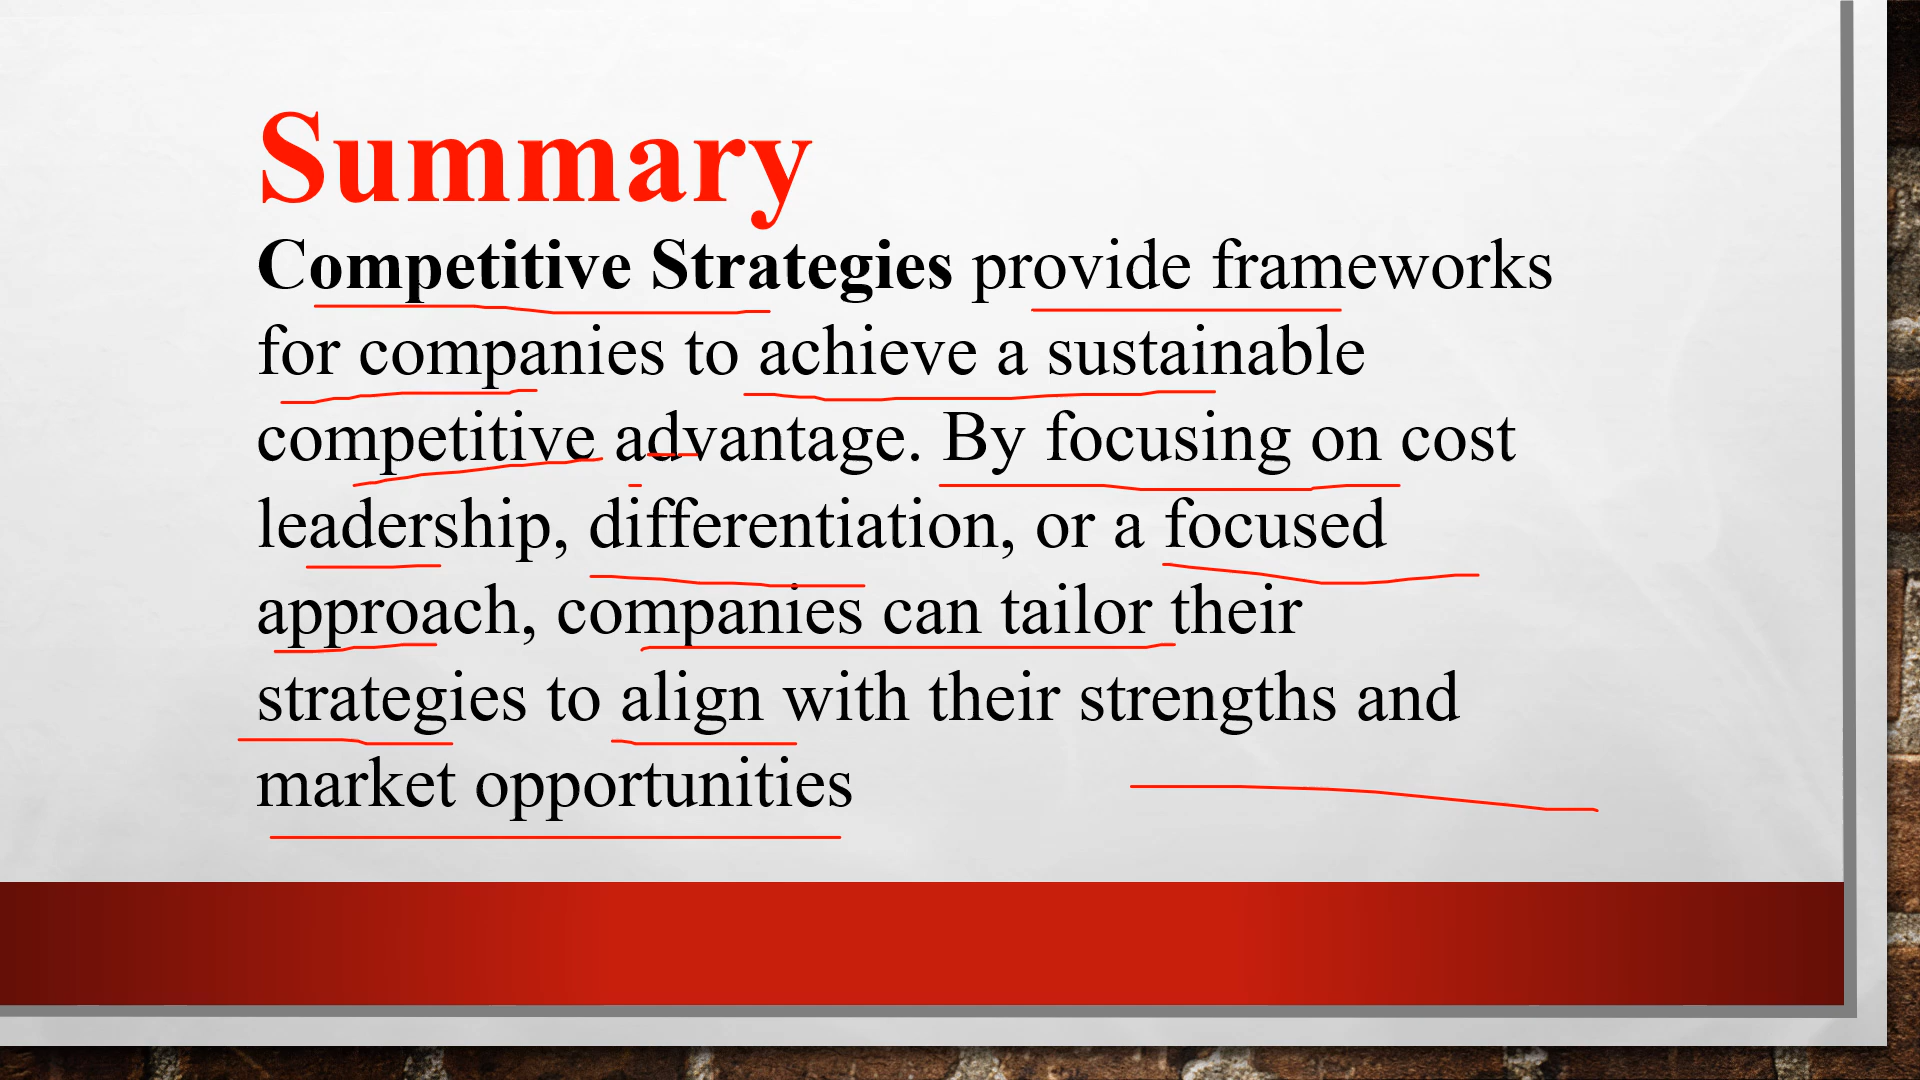 Summary
Competitive Strategies provide frameworks
for companies to achieve a sustainable
competitive advantage. By focusing on cost
leadership, differentiation, or a focused
approach, companies can tailor their
strategies to align with their strengths and
market opportunities